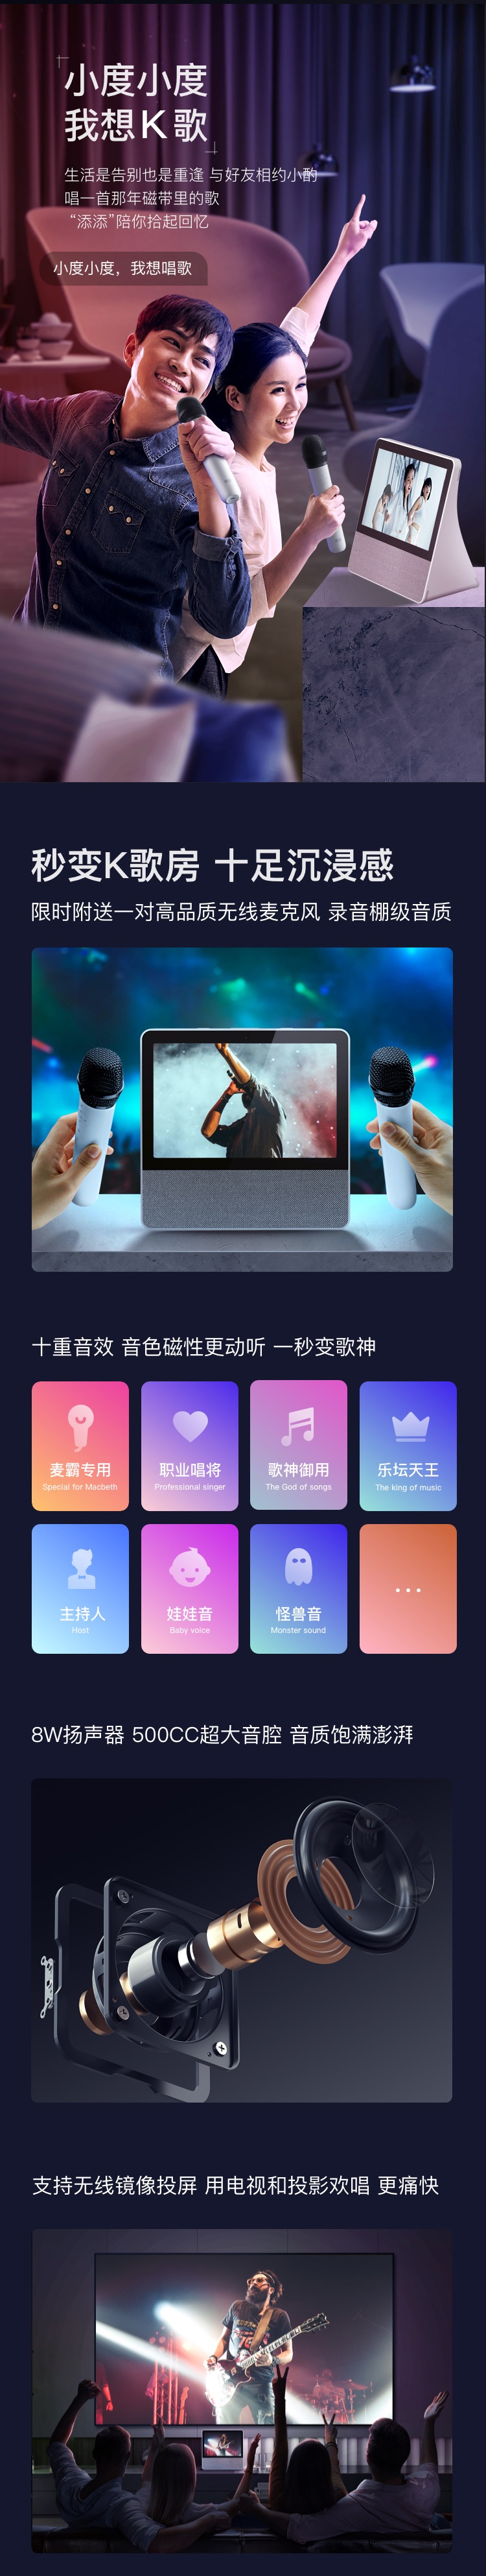 小度小度
我想K歌
生活是告别也是重逢 与好友相约小酌
唱一首那年磁带里的歌
“添添”陪你拾起回忆
小度小度，我想唱歌
秒变K歌房 十足沉浸感
限时附送一对高品质无线麦克风 录音棚级音质
十重音效 音色磁性更动听 一秒变歌神
麦霸专用
Special for Macbeth
职业唱将
Professional singer
歌神御用
The God of songs
乐坛天王
The king of music
主持人
Host
娃娃音
Baby voice
怪兽音
Monster sound
...
8W扬声器 500CC超大音腔 音质饱满澎湃
支持无线镜像投屏 用电视和投影欢唱 更痛快